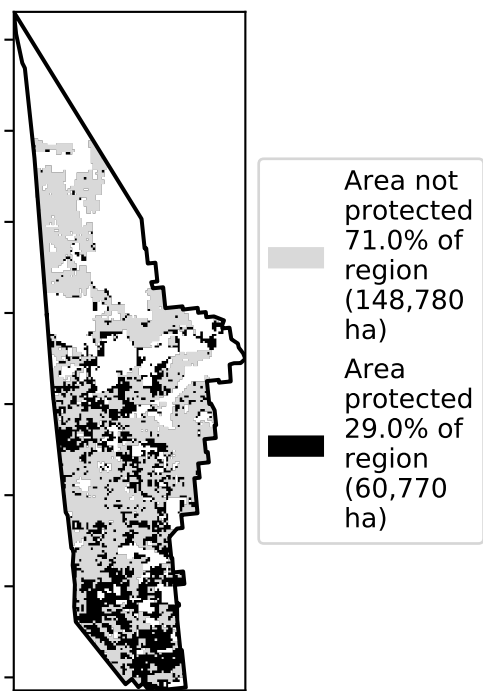 Area not
protected
71.0% of
region
(148,780
ha)
Area
protected
29.0% of
region
(60,770
ha)